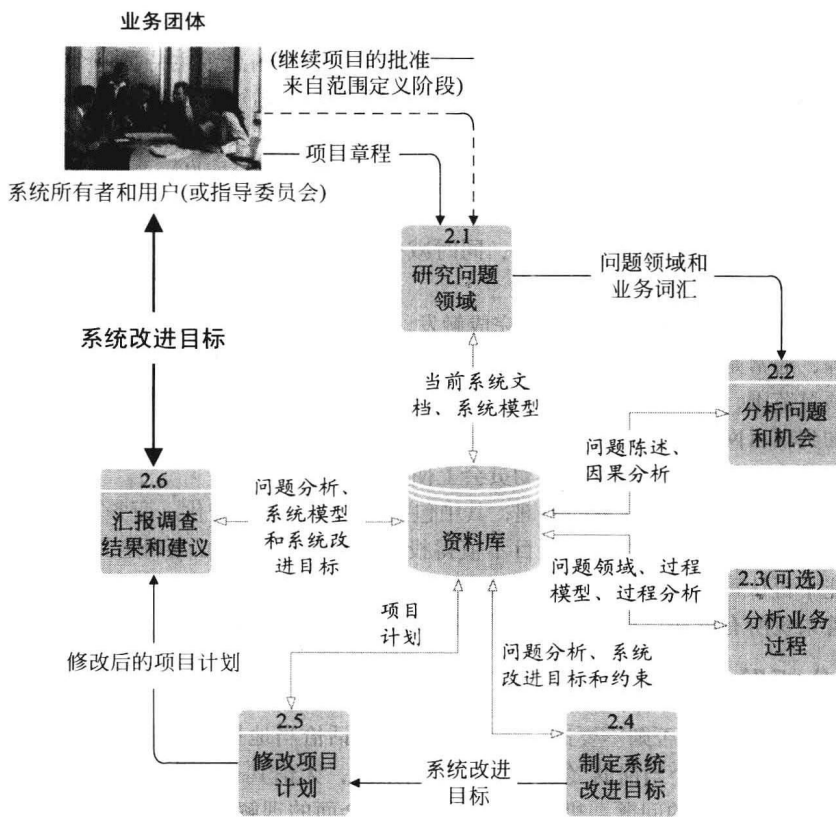 业务团体
(继续项目的批准——
来自范围定义阶段)
项目章程
系统所有者和用户(或指导委员会)
2.1
研究问题
领域
问题领域和
业务词汇
系统改进目标
当前系统文
档、系统模型
2.2
分析问题
和机会
问题陈述、
因果分析
2.6
汇报调查
结果和建议
问题分析、
系统模型
和系统改
进目标
资料库
问题领域、过程
模型、过程分析
2.3(可选)
分析业务
过程
项目
计划
修改后的项目计划
问题分析、系统
改进目标和约束
2.5
修改项目
计划
系统改进
目标
2.4
制定系统
改进目标